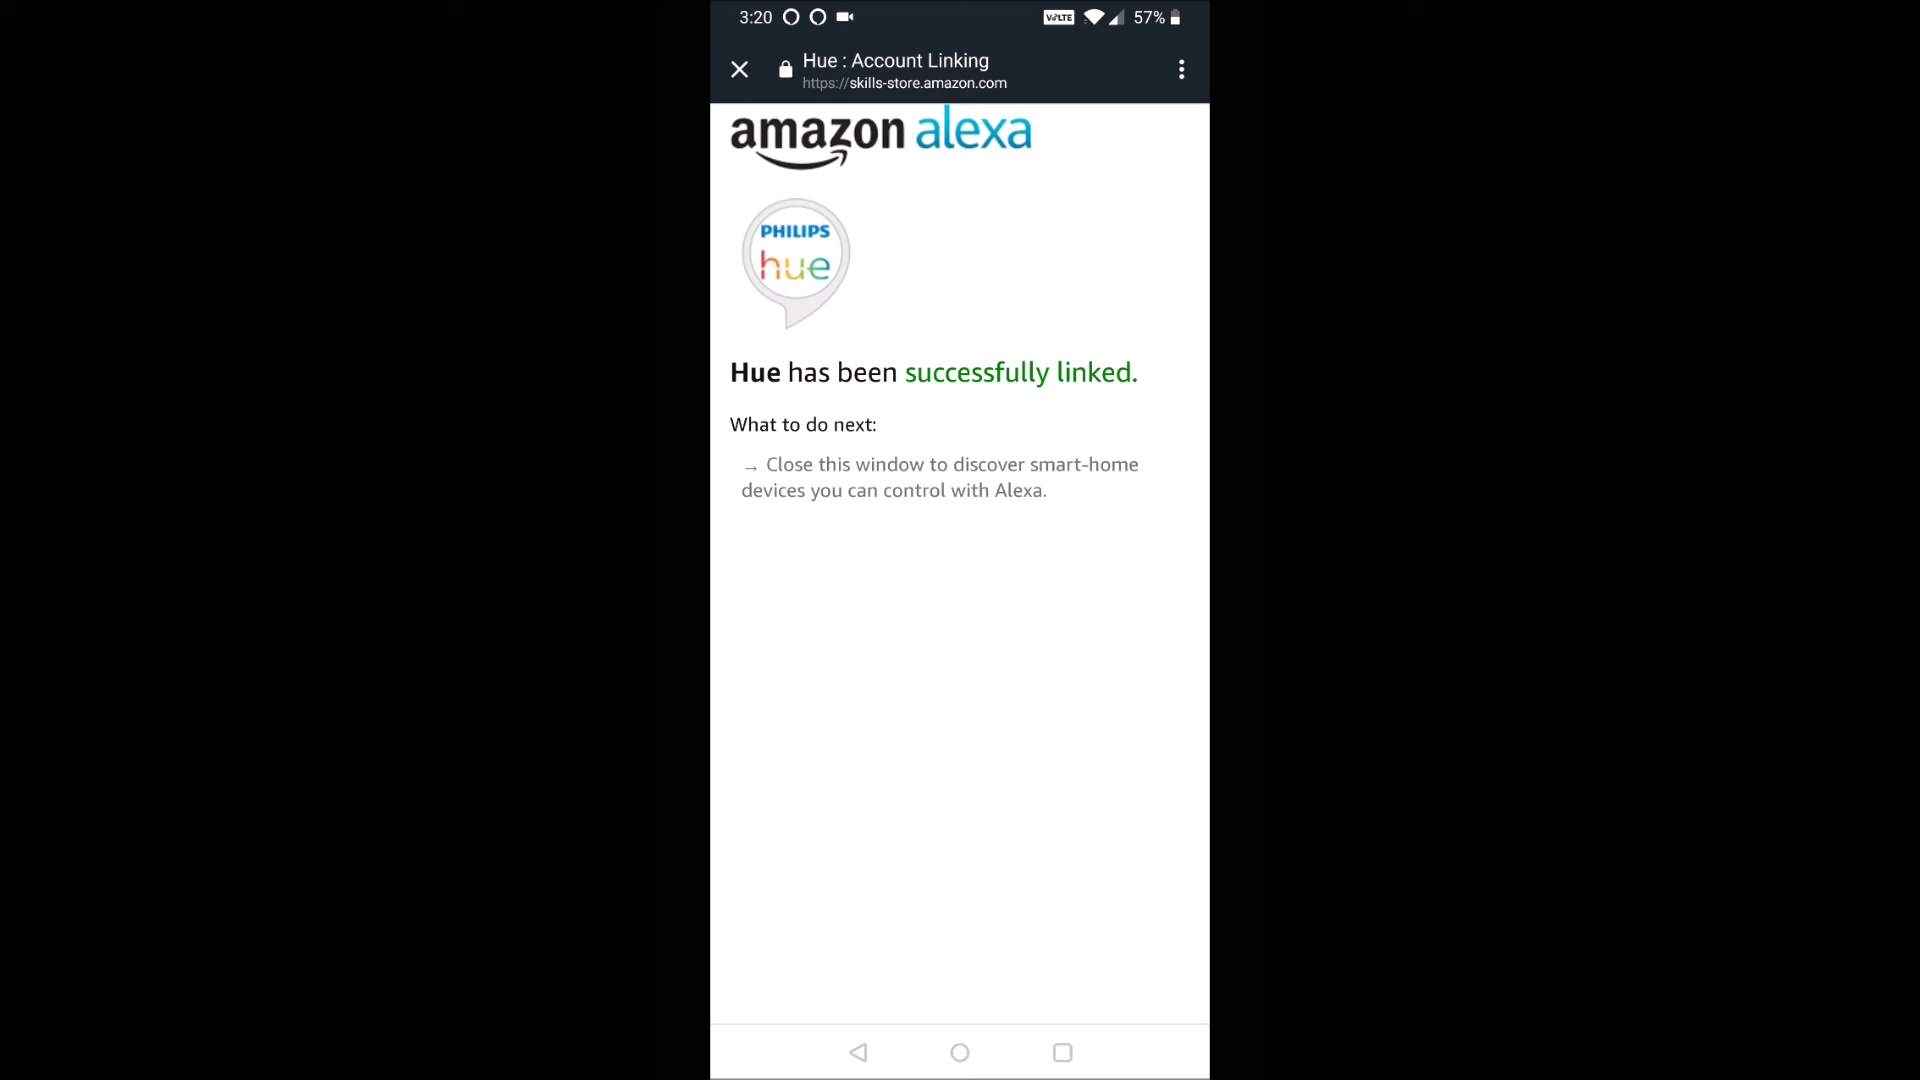 3:20 VoLTE 57%
Hue : Account Linking
https://skills-store.amazon.com
amazon alexa
PHILIPS
hue
Hue has been successfully linked.
What to do next:
→ Close this window to discover smart-home
devices you can control with Alexa.